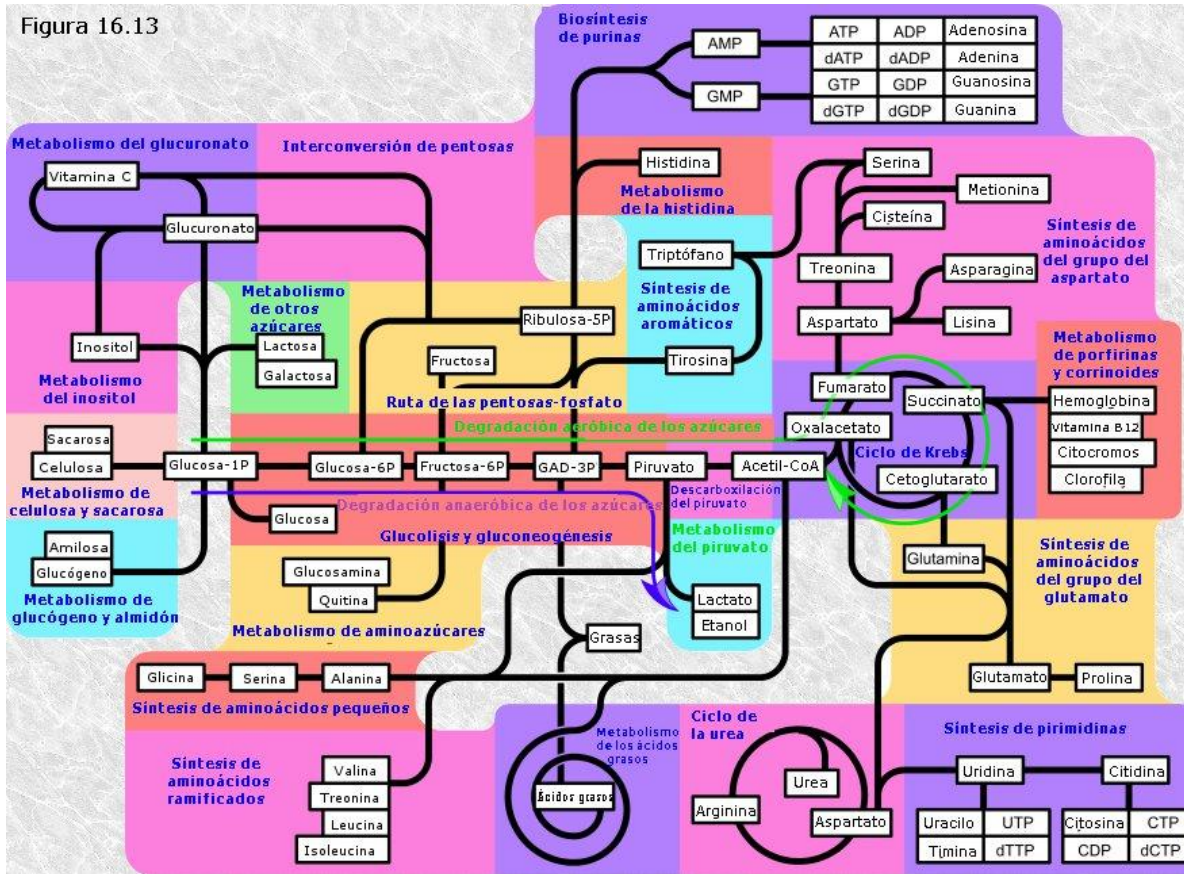 Figura 16.13
Biosíntesis
de purinas
AMP
GMP
ATP ADP Adenosina
dATP dADP Adenina
GTP GDP Guanosina
dGTP dGDP Guanina
Metabolismo del glucuronato
Vitamina C
Glucuronato
Interconversión de pentosas
Histidina
Metabolismo
de la histidina
Serina
Metionina
Cisteína
Síntesis de
aminoácidos
del grupo del
aspartato
Treonina
Asparagina
Aspartato
Lisina
Triptófano
Síntesis de
aminoácidos
aromáticos
Tirosina
Metabolismo
de otros
azúcares
Lactosa
Galactosa
Inositol
Metabolismo
del inositol
Ribulosa-5P
Fructosa
Ruta de las pentosas-fosfato
Metabolismo
de porfirinas
y corrinoides
Hemoglobina
Vitamina B12
Citocromos
Clorofila
Fumarato
Succinato
Oxalacetato
Ciclo de Krebs
Cetoglutarato
Degradación aeróbica de los azúcares
Sacarosa
Celulosa
Metabolismo de
celulosa y sacarosa
Glucosa-1P
Glucosa-6P
Fructosa-6P
GAD-3P
Piruvato
Acetil-CoA
Descarboxilación
del piruvato
Degradación anaeróbica de los azúcares
Glucosa
Glucolisis y gluconeogénesis
Metabolismo
del piruvato
Lactato
Etanol
Amilosa
Glucógeno
Metabolismo de
glucógeno y almidón
Glucosamina
Quitina
Metabolismo de aminoazúcares
Glutamina
Síntesis de
aminoácidos
del grupo del
glutamato
Glutamato
Prolina
Grasas
Glicina
Serina
Alanina
Síntesis de aminoácidos pequeños
Síntesis de
aminoácidos
ramificados
Valina
Treonina
Leucina
Isoleucina
Metabolismo
de los ácidos
grasos
Ácidos grasos
Ciclo de
la urea
Urea
Arginina
Aspartato
Síntesis de pirimidinas
Uridina
Citidina
Uracilo UTP
Timina dTTP
Citosina CTP
CDP dCTP